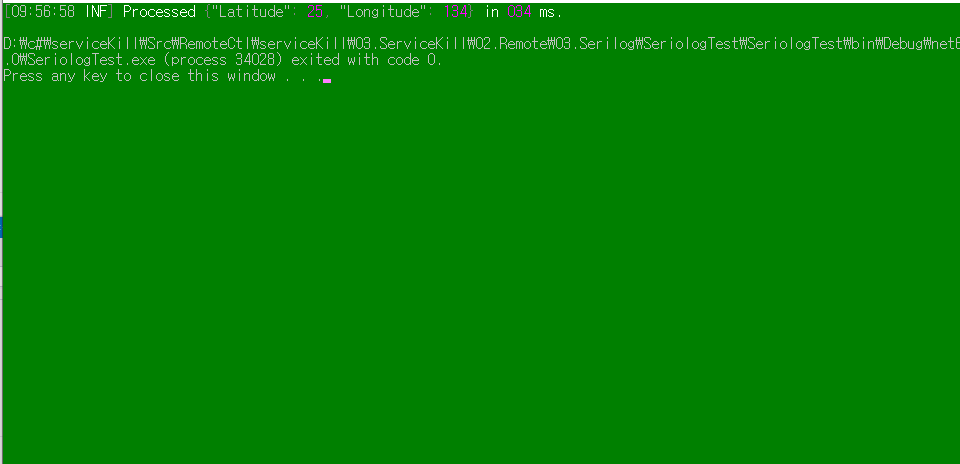 [09:56:58 INF] Processed {"Latitude": 25, "Longitude": 134} in 034 ms.
D:₩c#₩serviceKill₩Src₩RemoteCtl₩serviceKill₩03.ServiceKill₩02.Remote₩03.Serilog₩SeriologTest₩SeriologTest₩bin₩Debug₩net6
.0₩SeriologTest.exe (process 34028) exited with code 0.
Press any key to close this window . . .